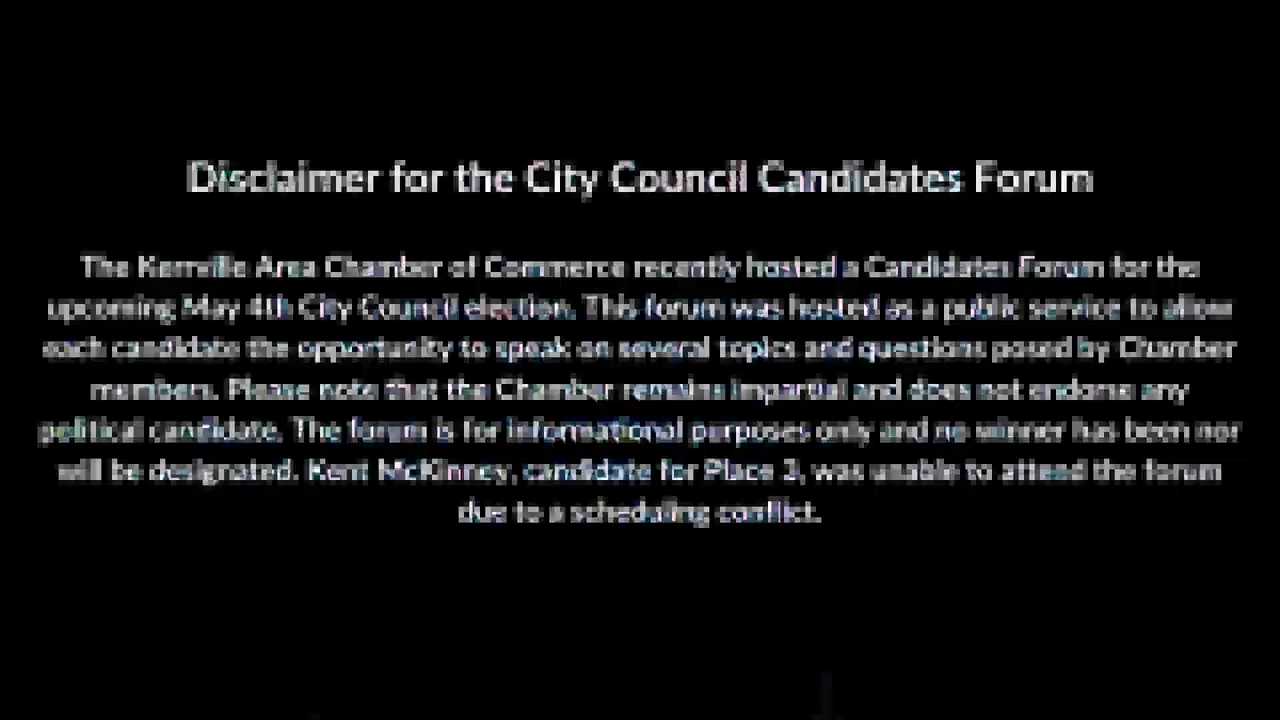 Disclaimer for the City Council Candidates Forum
The Kerrville Area Chamber of Commerce recently hosted a Candidates Forum for the
upcoming May 4th City Council election. This forum was hosted as a public service to allow
each candidate the opportunity to speak on several topics and questions posed by Chamber
members. Please note that the Chamber remains impartial and does not endorse any
political candidate. The forum is for informational purposes only and no winner has been nor
will be designated. Kent McKinney, candidate for Place 3, was unable to attend the forum
due to a scheduling conflict.